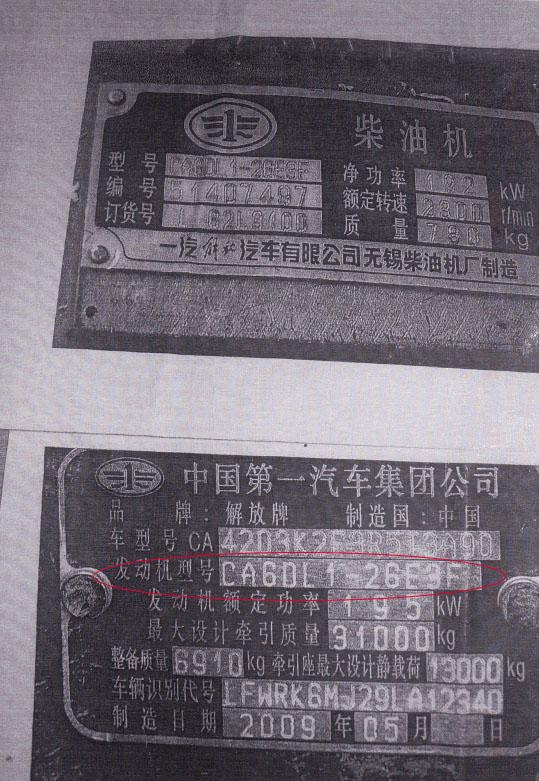 柴油机
型号 CA6DL1-26E3F 净功率 192 kW
编号 51407497 额定转速 2300 r/min
订货号 质量 780 kg
一汽解放汽车有限公司无锡柴油机厂制造
中国第一汽车集团公司
品牌：解放牌 制造国：中国
车型号 CA
发动机型号 CA6DL1-26E3F
发动机额定功率 195 kW
最大设计牵引质量 31000 kg
整备质量 6910 kg 牵引座最大设计静载荷 13000 kg
车辆识别代号 LFWRK6MJ29LA12340
制造日期 2009 年 05 月 日